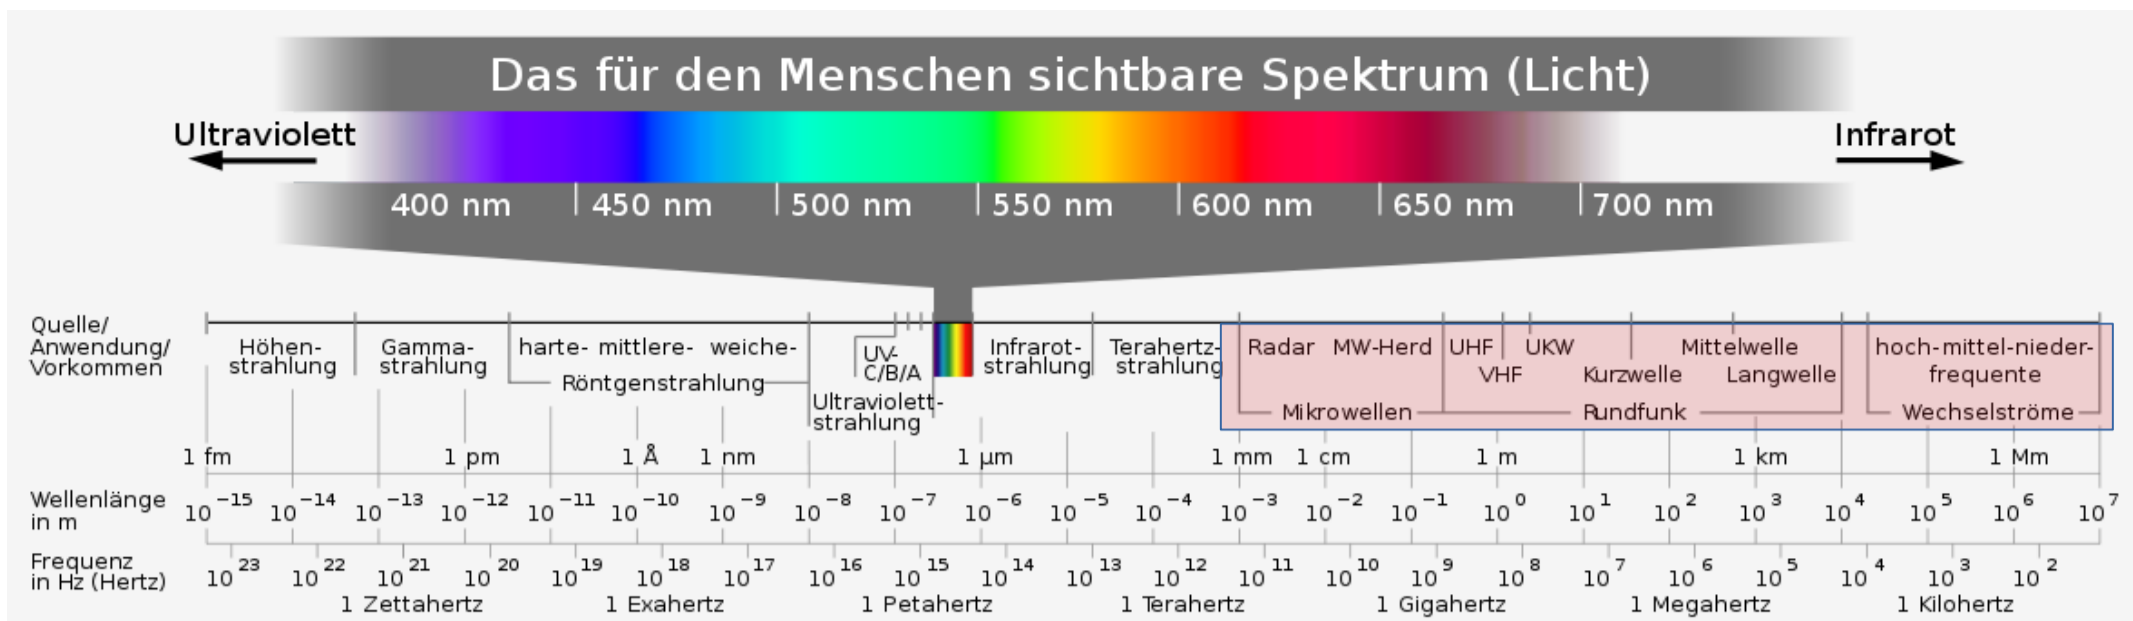 Das für den Menschen sichtbare Spektrum (Licht)
Ultraviolett
Infrarot
400 nm 450 nm 500 nm 550 nm 600 nm 650 nm 700 nm
Quelle/
Anwendung/
Vorkommen
Höhen-
strahlung
Gamma-
strahlung
harte- mittlere- weiche-
Röntgenstrahlung
UV-
C/B/A
Ultraviolett-
strahlung
Infrarot-
strahlung
Terahertz-
strahlung
Radar MW-Herd
Mikrowellen
UHF UKW Mittelwelle
VHF Kurzwelle Langwelle
Rundfunk
hoch-mittel-nieder-
frequente
Wechselströme
1 fm 1 pm 1 Å 1 nm 1 µm 1 mm 1 cm 1 m 1 km 1 Mm
Wellenlänge
in m
10⁻¹⁵ 10⁻¹⁴ 10⁻¹³ 10⁻¹² 10⁻¹¹ 10⁻¹⁰ 10⁻⁹ 10⁻⁸ 10⁻⁷ 10⁻⁶ 10⁻⁵ 10⁻⁴ 10⁻³ 10⁻² 10⁻¹ 10⁰ 10¹ 10² 10³ 10⁴ 10⁵ 10⁶ 10⁷
Frequenz
in Hz (Hertz)
10²³ 10²² 10²¹ 10²⁰ 10¹⁹ 10¹⁸ 10¹⁷ 10¹⁶ 10¹⁵ 10¹⁴ 10¹³ 10¹² 10¹¹ 10¹⁰ 10⁹ 10⁸ 10⁷ 10⁶ 10⁵ 10⁴ 10³ 10²
1 Zettahertz 1 Exahertz 1 Petahertz 1 Terahertz 1 Gigahertz 1 Megahertz 1 Kilohertz